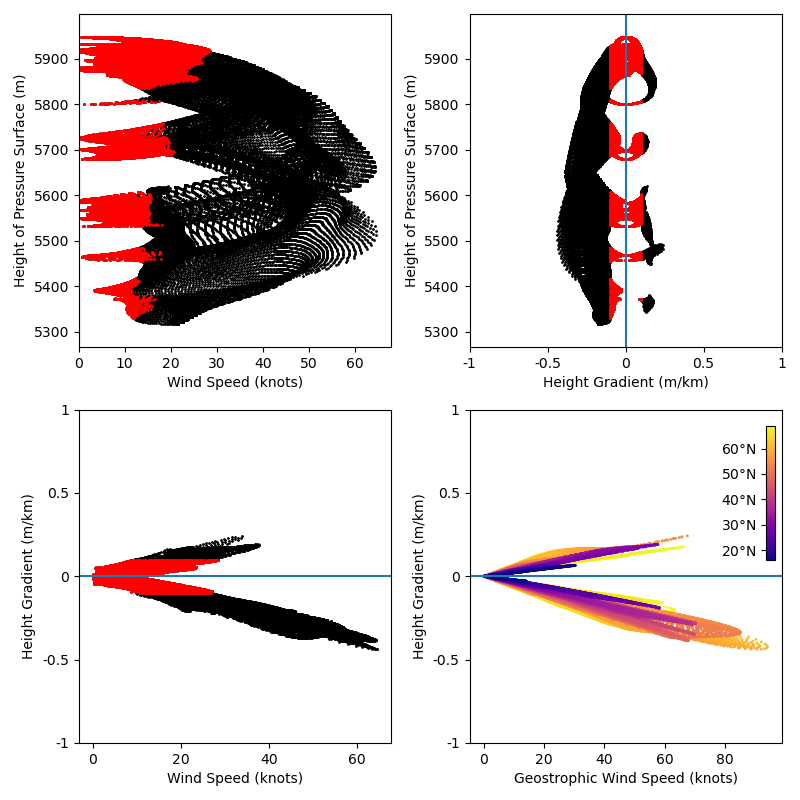 Height of Pressure Surface (m)
5900
5800
5700
5600
5500
5400
5300
0 10 20 30 40 50 60
Wind Speed (knots)
Height of Pressure Surface (m)
5900
5800
5700
5600
5500
5400
5300
-1 -0.5 0 0.5 1
Height Gradient (m/km)
Height Gradient (m/km)
1
0.5
0
-0.5
-1
0 20 40 60
Wind Speed (knots)
Height Gradient (m/km)
1
0.5
0
-0.5
-1
60°N
50°N
40°N
30°N
20°N
0 20 40 60 80
Geostrophic Wind Speed (knots)